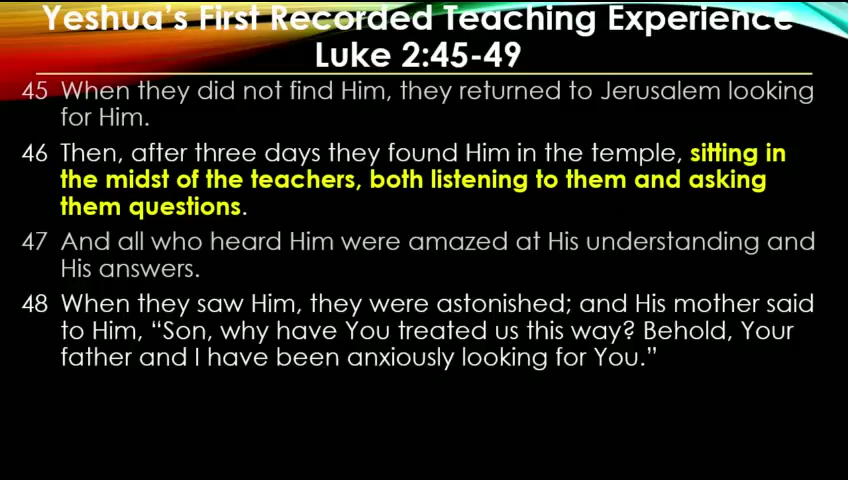 Yeshua's First Recorded Teaching Experience
Luke 2:45-49
45 When they did not find Him, they returned to Jerusalem looking
for Him.
46 Then, after three days they found Him in the temple, sitting in
the midst of the teachers, both listening to them and asking
them questions.
47 And all who heard Him were amazed at His understanding and
His answers.
48 When they saw Him, they were astonished; and His mother said
to Him, “Son, why have You treated us this way? Behold, Your
father and I have been anxiously looking for You.”